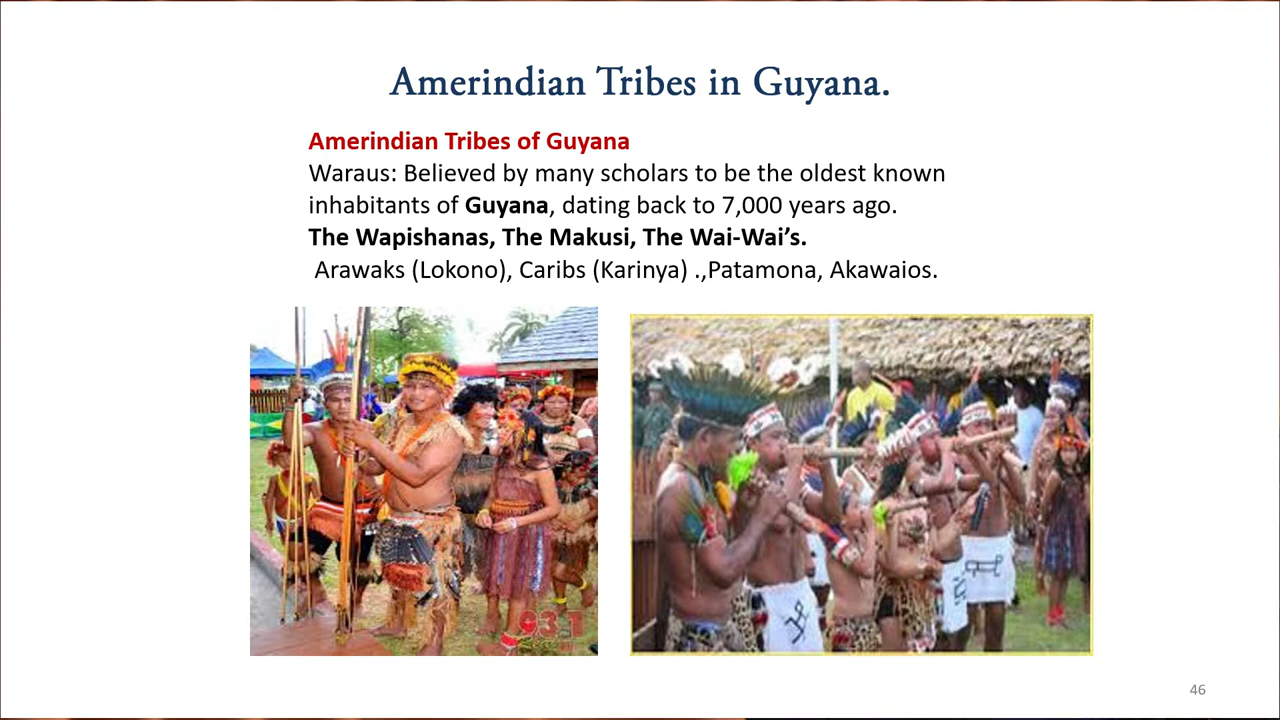 Amerindian Tribes in Guyana.
Amerindian Tribes of Guyana
Waraus: Believed by many scholars to be the oldest known
inhabitants of Guyana, dating back to 7,000 years ago.
The Wapishanas, The Makusi, The Wai-Wai’s.
Arawaks (Lokono), Caribs (Karinya) .,Patamona, Akawaios.
93.1
46